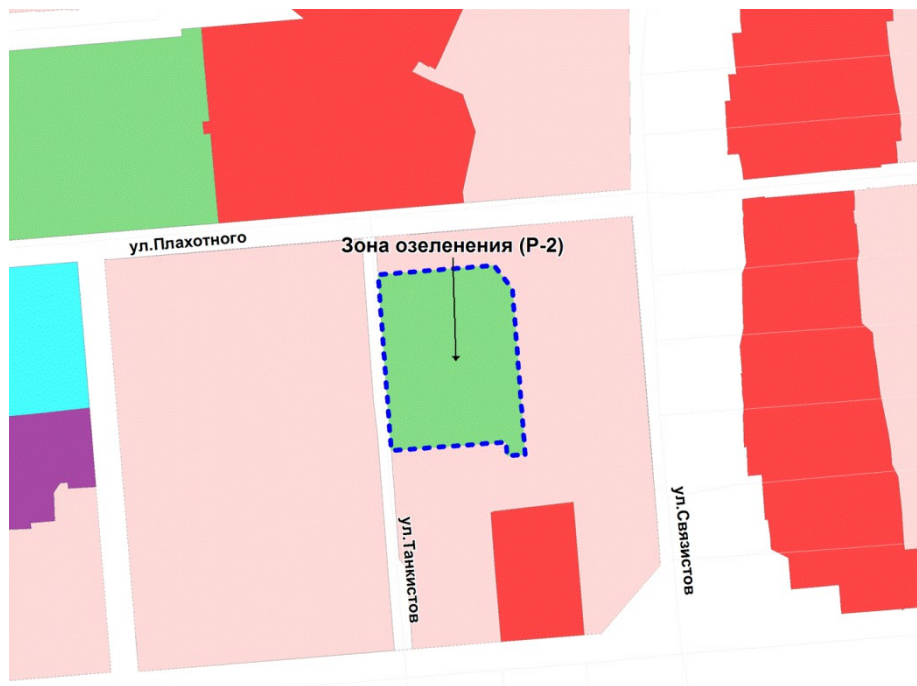 ул.Плахотного
Зона озеленения (Р-2)
ул.Танкистов
ул.Связистов